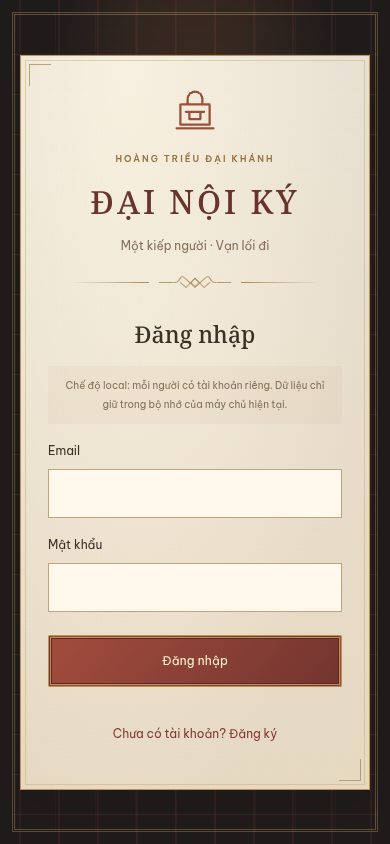 HOÀNG TRIỀU ĐẠI KHÁNH
ĐẠI NỘI KÝ
Một kiếp người · Vạn lối đi
Đăng nhập
Chế độ local: mỗi người có tài khoản riêng. Dữ liệu chỉ
giữ trong bộ nhớ của máy chủ hiện tại.
Email
Mật khẩu
Đăng nhập
Chưa có tài khoản? Đăng ký